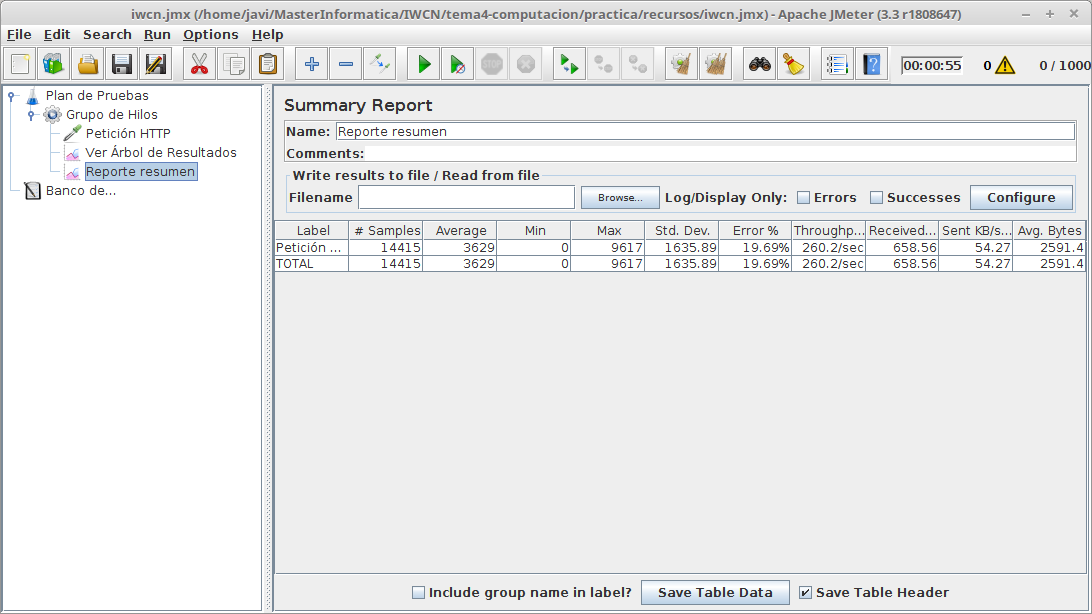 iwcn.jmx (/home/javi/MasterInformatica/IWCN/tema4-computacion/practica/recursos/iwcn.jmx) - Apache JMeter (3.3 r1808647)
File Edit Search Run Options Help
00:00:55 0 0 / 1000
Plan de Pruebas
Grupo de Hilos
Petición HTTP
Ver Árbol de Resultados
Reporte resumen
Banco de...
Summary Report
Name: Reporte resumen
Comments:
Write results to file / Read from file
Filename Browse... Log/Display Only: Errors Successes Configure
Label # Samples Average Min Max Std. Dev. Error % Throughp... Received... Sent KB/s... Avg. Bytes
Petición ... 14415 3629 0 9617 1635.89 19.69% 260.2/sec 658.56 54.27 2591.4
TOTAL 14415 3629 0 9617 1635.89 19.69% 260.2/sec 658.56 54.27 2591.4
Include group name in label? Save Table Data Save Table Header